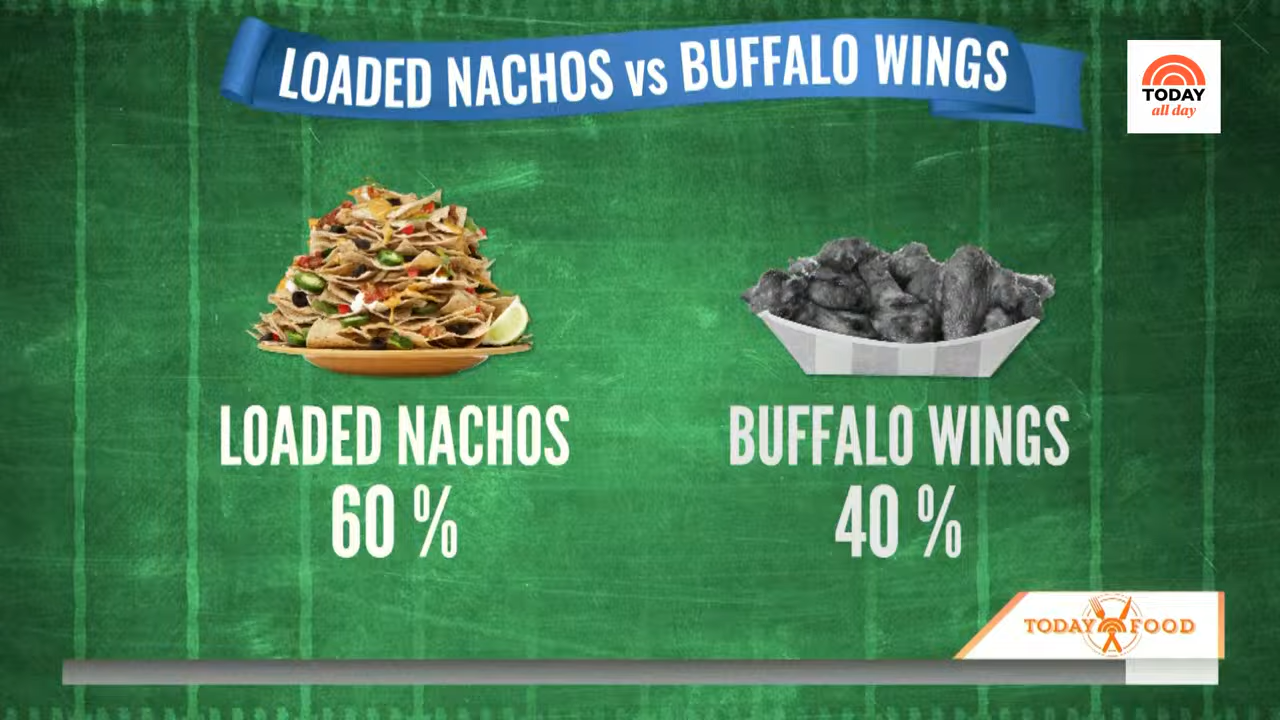 LOADED NACHOS vs BUFFALO WINGS
TODAY
all day
LOADED NACHOS
60 %
BUFFALO WINGS
40 %
TODAY FOOD